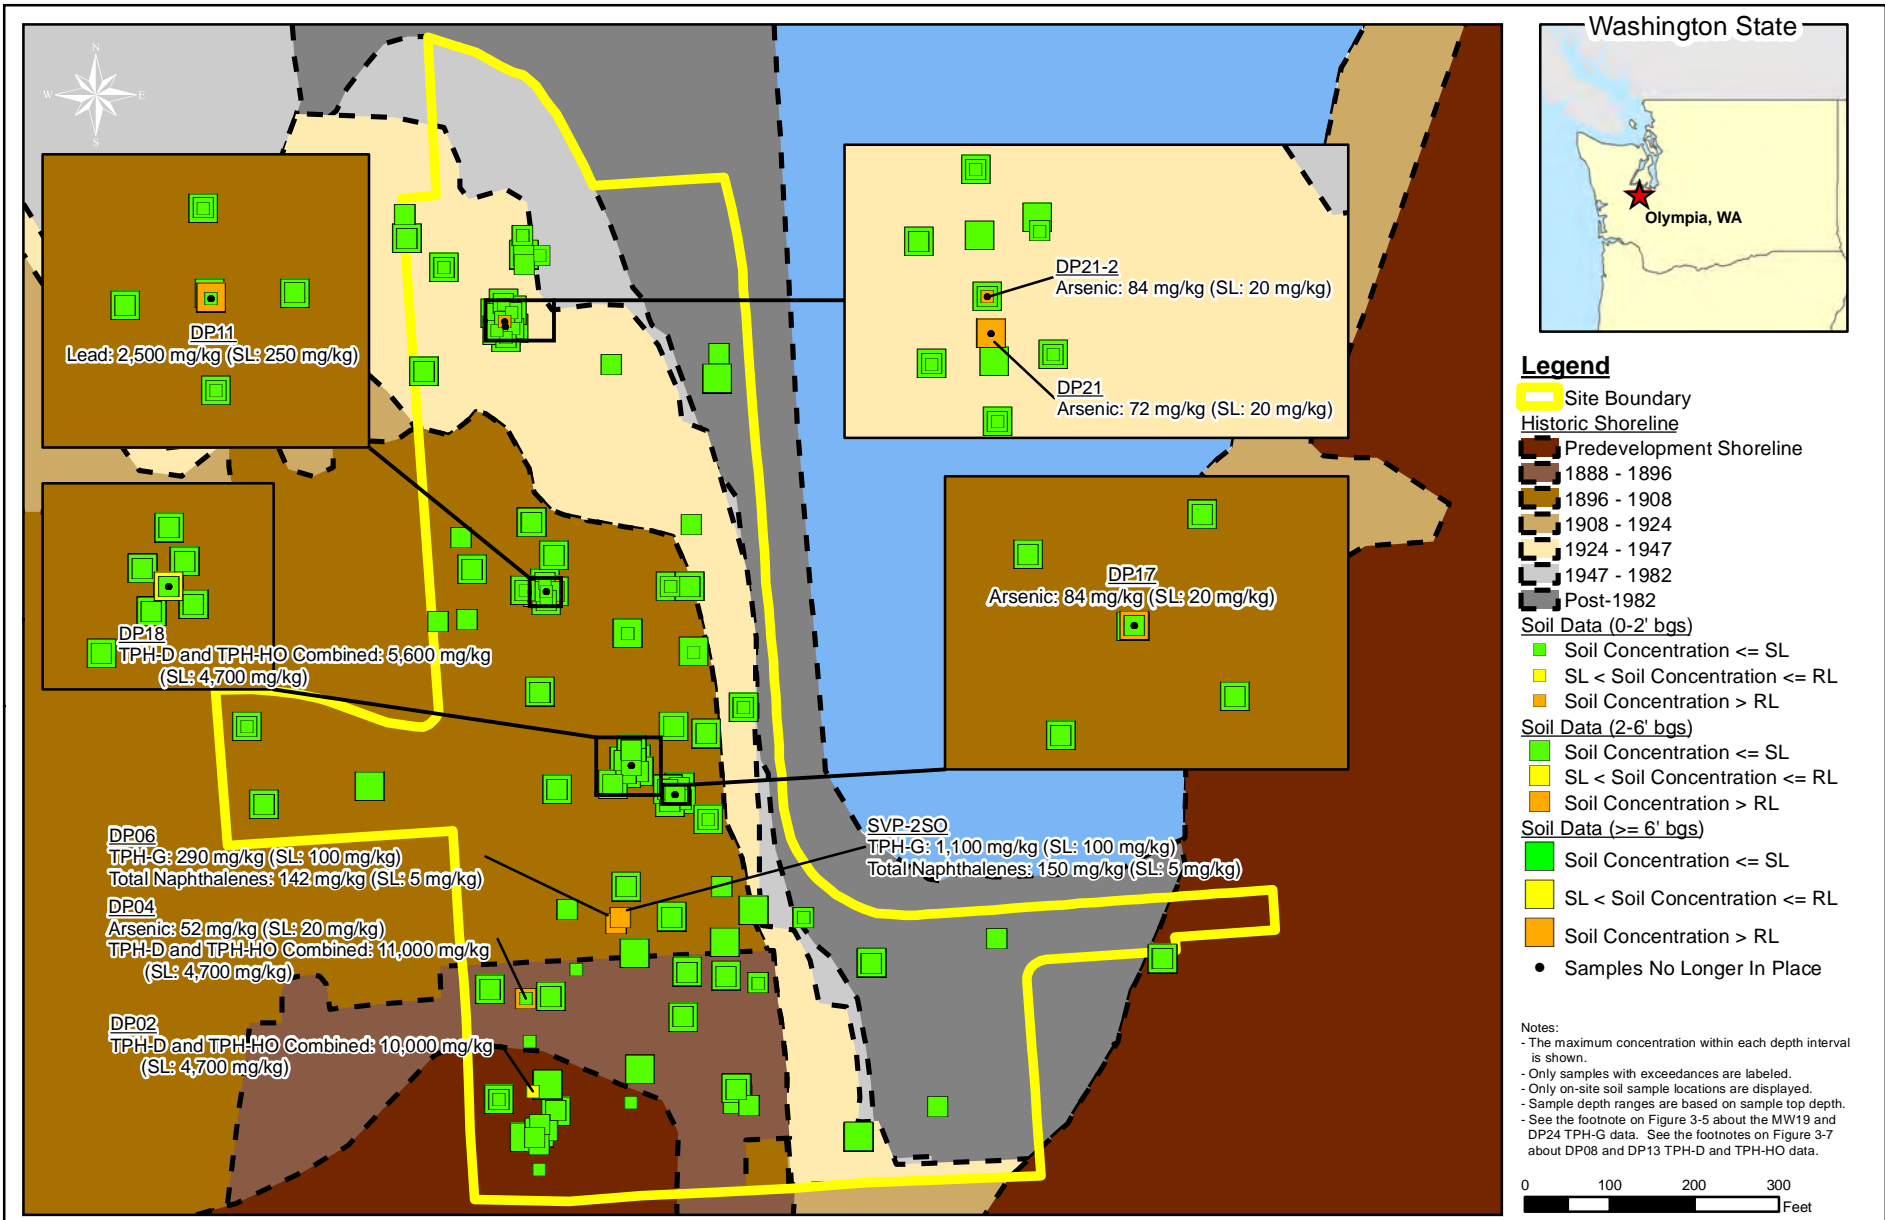 N
W
E
S
DP11
Lead: 2,500 mg/kg (SL: 250 mg/kg)
DP21-2
Arsenic: 84 mg/kg (SL: 20 mg/kg)
DP21
Arsenic: 72 mg/kg (SL: 20 mg/kg)
DP18
TPH-D and TPH-HO Combined: 5,600 mg/kg
(SL: 4,700 mg/kg)
DP17
Arsenic: 84 mg/kg (SL: 20 mg/kg)
DP06
TPH-G: 290 mg/kg (SL: 100 mg/kg)
Total Naphthalenes: 142 mg/kg (SL: 5 mg/kg)
SVP-2SO
TPH-G: 1,100 mg/kg (SL: 100 mg/kg)
Total Naphthalenes: 150 mg/kg (SL: 5 mg/kg)
DP04
Arsenic: 52 mg/kg (SL: 20 mg/kg)
TPH-D and TPH-HO Combined: 11,000 mg/kg
(SL: 4,700 mg/kg)
DP02
TPH-D and TPH-HO Combined: 10,000 mg/kg
(SL: 4,700 mg/kg)
Washington State
Olympia, WA
Legend
Site Boundary
Historic Shoreline
Predevelopment Shoreline
1888 - 1896
1896 - 1908
1908 - 1924
1924 - 1947
1947 - 1982
Post-1982
Soil Data (0-2' bgs)
Soil Concentration <= SL
SL < Soil Concentration <= RL
Soil Concentration > RL
Soil Data (2-6' bgs)
Soil Concentration <= SL
SL < Soil Concentration <= RL
Soil Concentration > RL
Soil Data (>= 6' bgs)
Soil Concentration <= SL
SL < Soil Concentration <= RL
Soil Concentration > RL
Samples No Longer In Place
Notes:
- The maximum concentration within each depth interval
is shown.
- Only samples with exceedances are labeled.
- Only on-site soil sample locations are displayed.
- Sample depth ranges are based on sample top depth.
- See the footnote on Figure 3-5 about the MW19 and
DP24 TPH-G data. See the footnotes on Figure 3-7
about DP08 and DP13 TPH-D and TPH-HO data.
0 100 200 300
Feet